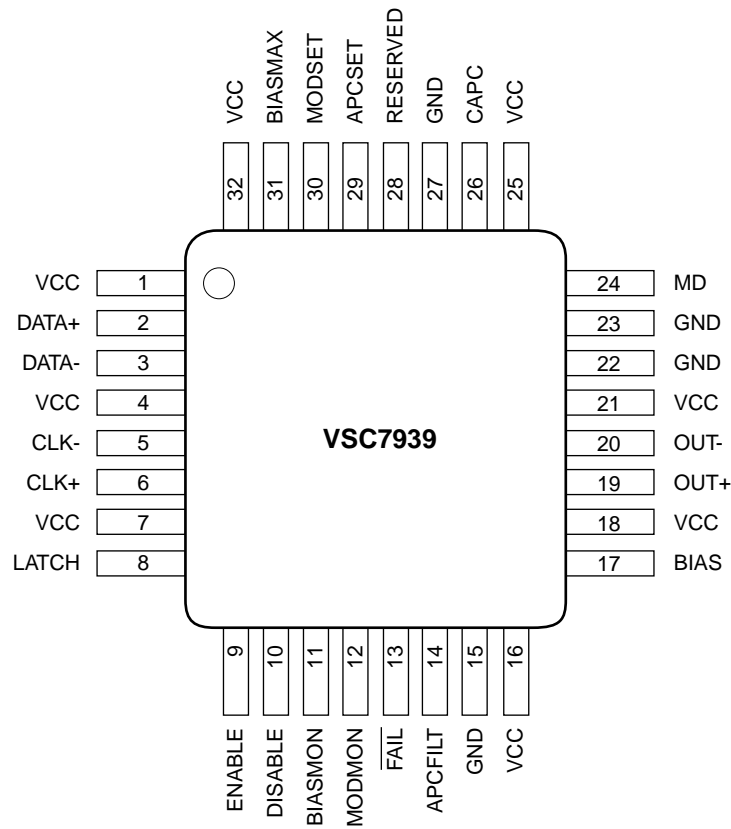 VCC
BIASMAX
MODSET
APCSET
RESERVED
GND
CAPC
VCC
32
31
30
29
28
27
26
25
VCC 1
DATA+ 2
DATA- 3
VCC 4
CLK- 5
CLK+ 6
VCC 7
LATCH 8
VSC7939
24 MD
23 GND
22 GND
21 VCC
20 OUT-
19 OUT+
18 VCC
17 BIAS
9
10
11
12
13
14
15
16
ENABLE
DISABLE
BIASMON
MODMON
FAIL
APCFILT
GND
VCC